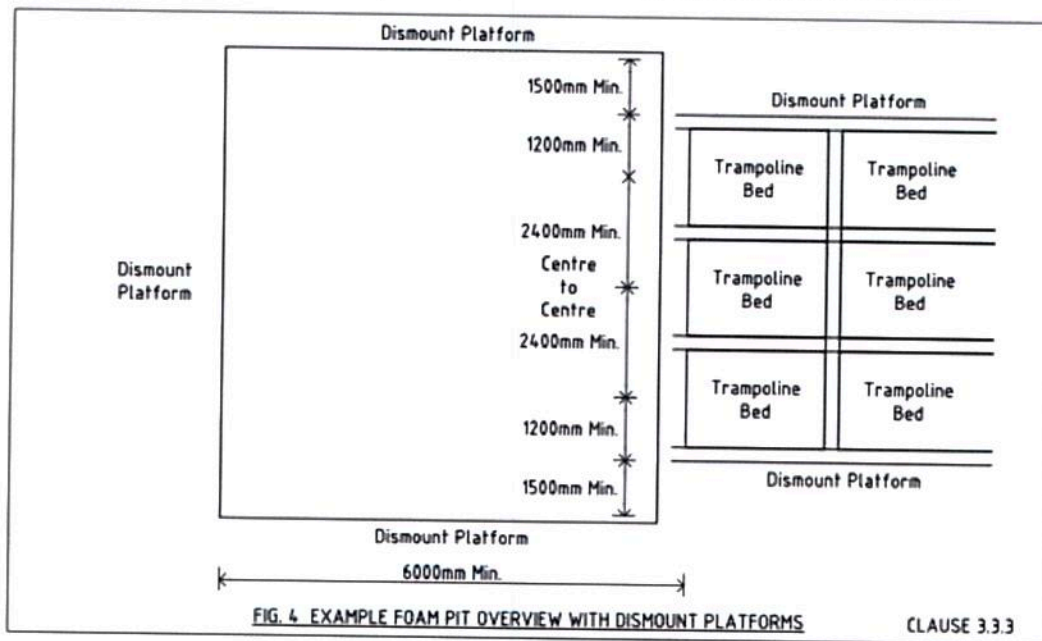 Dismount Platform
1500mm Min.
Dismount Platform
1200mm Min.
Trampoline
Bed
Trampoline
Bed
2400mm Min.
Centre
to
Centre
Dismount
Platform
Trampoline
Bed
Trampoline
Bed
2400mm Min.
Trampoline
Bed
Trampoline
Bed
1200mm Min.
1500mm Min.
Dismount Platform
Dismount Platform
6000mm Min.
FIG. 4 EXAMPLE FOAM PIT OVERVIEW WITH DISMOUNT PLATFORMS
CLAUSE 3.3.3